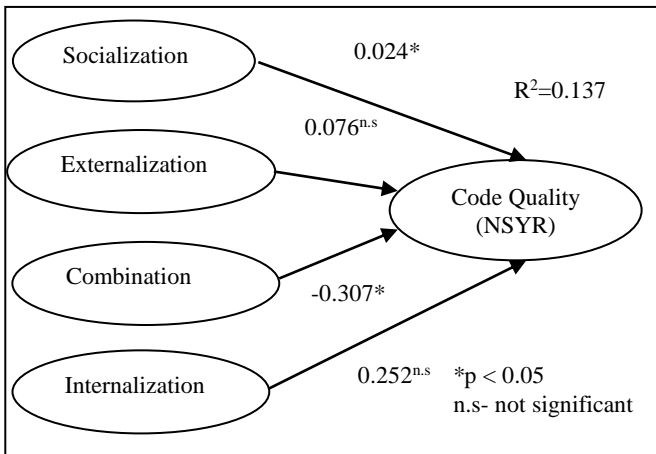 Socialization
0.024*
R²=0.137
0.076ⁿ·ˢ
Externalization
Code Quality
(NSYR)
Combination
-0.307*
Internalization
0.252ⁿ·ˢ
*p < 0.05
n.s- not significant